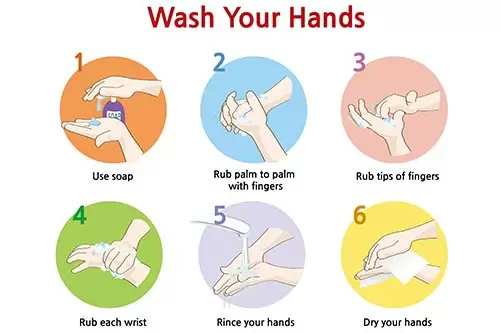 Wash Your Hands
1
2
3
SOAP
Use soap
Rub palm to palm
with fingers
Rub tips of fingers
4
5
6
Rub each wrist
Rince your hands
Dry your hands